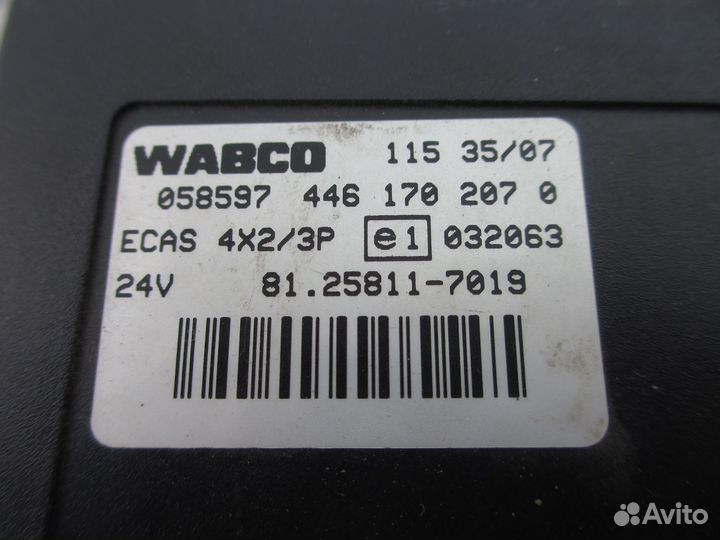 WABCO 115 35/07
058597 446 170 207 0
ECAS 4X2/3P e1 032063
24V 81.25811-7019
Avito